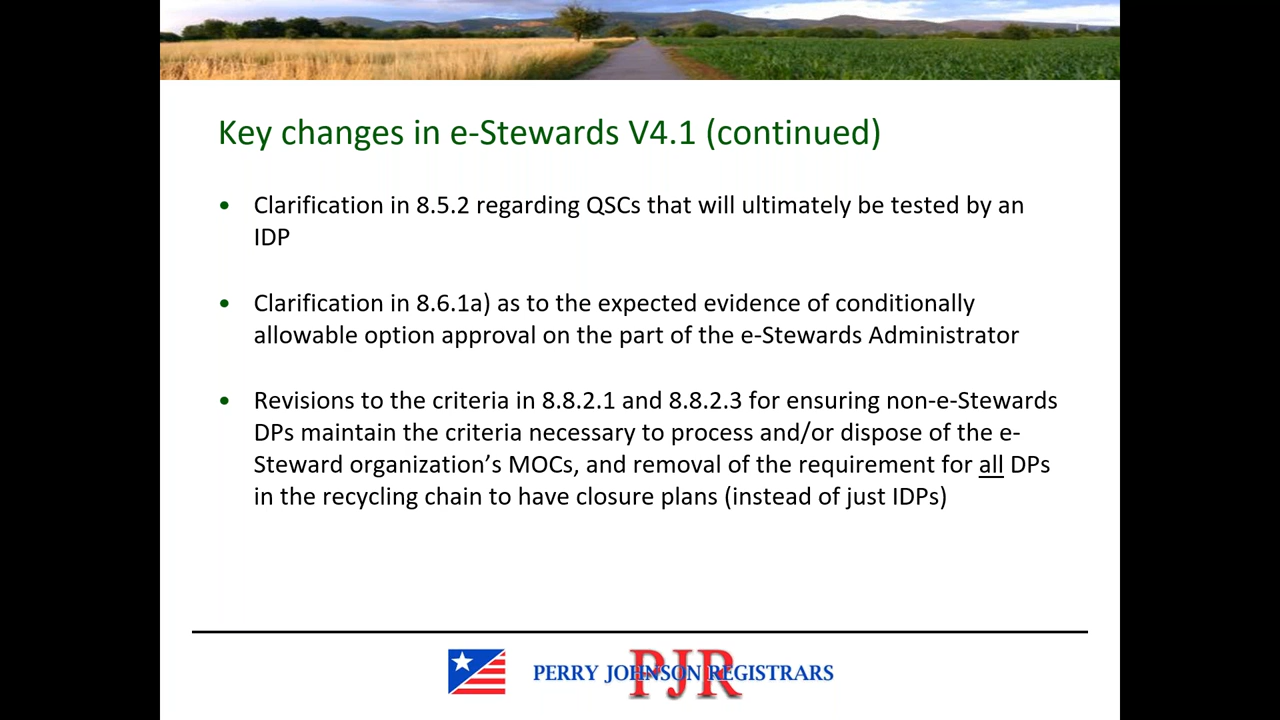 Key changes in e-Stewards V4.1 (continued)
• Clarification in 8.5.2 regarding QSCs that will ultimately be tested by an
IDP
• Clarification in 8.6.1a) as to the expected evidence of conditionally
allowable option approval on the part of the e-Stewards Administrator
• Revisions to the criteria in 8.8.2.1 and 8.8.2.3 for ensuring non-e-Stewards
DPs maintain the criteria necessary to process and/or dispose of the e-
Steward organization’s MOCs, and removal of the requirement for all DPs
in the recycling chain to have closure plans (instead of just IDPs)
PJR
PERRY JOHNSON REGISTRARS